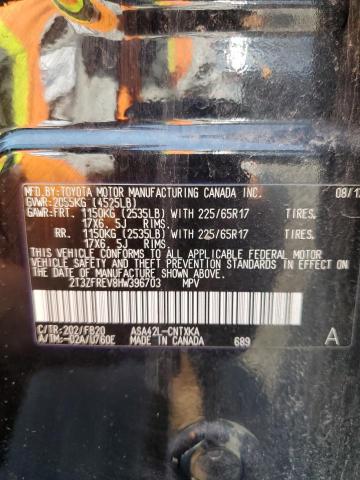 MFD.BY:TOYOTA MOTOR MANUFACTURING CANADA INC. 08/1
GVWR:2055KG (4525LB)
GAWR:FRT. 1150KG (2535LB) WITH 225/65R17 TIRES,
17X6.5J RIMS,
RR. 1150KG (2535LB) WITH 225/65R17 TIRES,
17X6.5J RIMS,
THIS VEHICLE CONFORMS TO ALL APPLICABLE FEDERAL MOTOR
VEHICLE SAFETY, BUMPER, AND THEFT PREVENTION STANDARDS IN
EFFECT ON THE DATE OF MANUFACTURE SHOWN ABOVE.
2T3ZFREV8HW396703 MPV
C/TR:202/FB20 ASA42L-CNTXKA
A/TM:-02A/U760E MADE IN CANADA 689 A